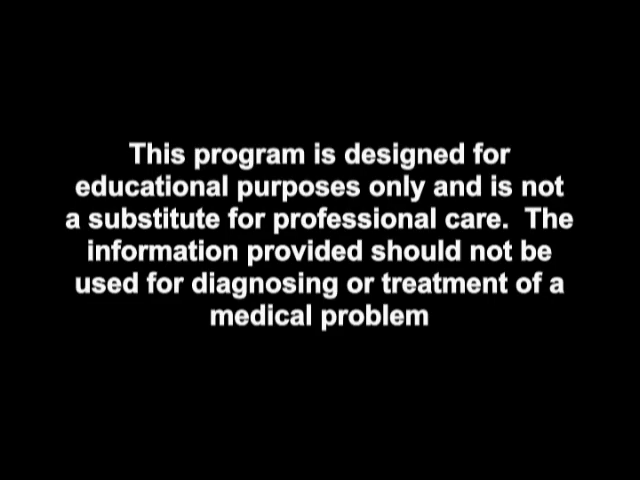 This program is designed for
educational purposes only and is not
a substitute for professional care.  The
information provided should not be
used for diagnosing or treatment of a
medical problem